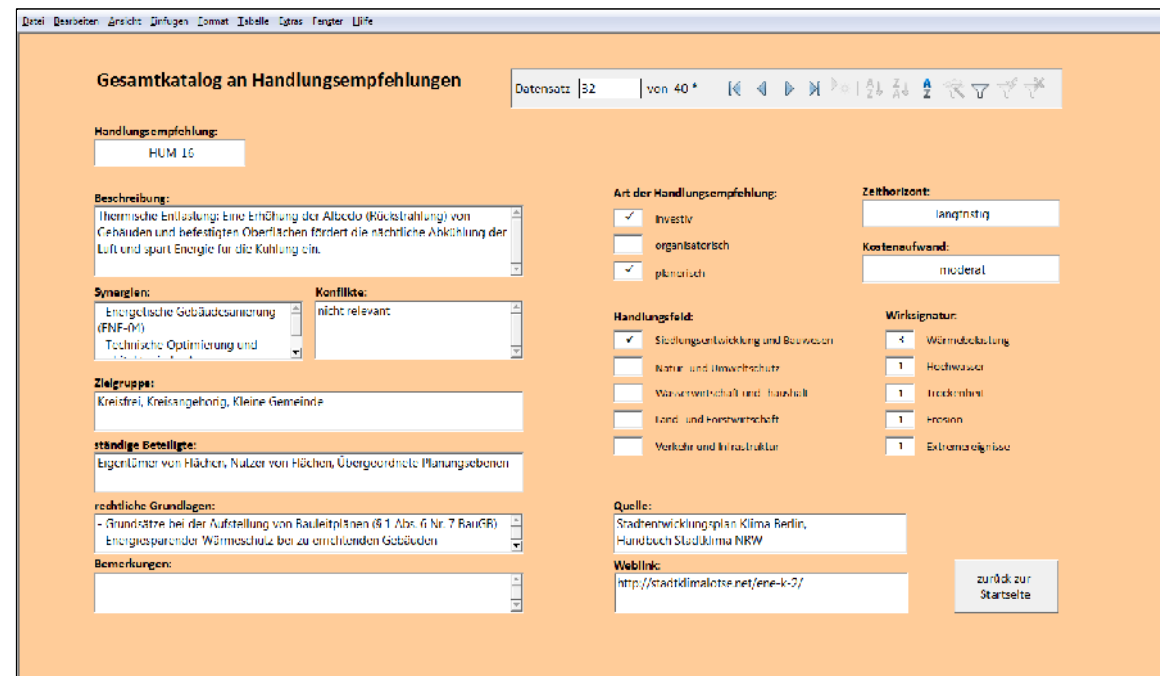 Datei Bearbeiten Ansicht Einfügen Format Tabelle Extras Fenster Hilfe
Gesamtkatalog an Handlungsempfehlungen
Datensatz 32 von 40 *
Handlungsempfehlung:
HUM 16
Beschreibung:
Thermische Entlastung: Eine Erhöhung der Albedo (Rückstrahlung) von
Gebäuden und befestigten Oberflächen fördert die nächtliche Abkühlung der
Luft und spart Energie für die Kühlung ein.
Synergien:
Energetische Gebäudesanierung
(ENE-04)
Technische Optimierung und
Konflikte:
nicht relevant
Zielgruppe:
Kreisfrei, Kreisangehörig, Kleine Gemeinde
ständige Beteiligte:
Eigentümer von Flächen, Nutzer von Flächen, Übergeordnete Planungsebenen
rechtliche Grundlagen:
- Grundsätze bei der Aufstellung von Bauleitplänen (§ 1 Abs. 6 Nr. 7 BauGB)
Energiesparender Wärmeschutz bei zu errichtenden Gebäuden
Bemerkungen:
Art der Handlungsempfehlung:
✓ investiv
organisatorisch
✓ planerisch
Zeithorizont:
langfristig
Kostenaufwand:
moderat
Handlungsfeld:
✓ Siedlungsentwicklung und Bauwesen
Natur- und Umweltschutz
Wasserwirtschaft und -haushalt
Land- und Forstwirtschaft
Verkehr und Infrastruktur
Wirksignatur:
3 Wärmebelastung
1 Hochwasser
1 Trockenheit
1 Erosion
1 Extremereignisse
Quelle:
Stadtentwicklungsplan Klima Berlin,
Handbuch Stadtklima NRW
Weblink:
http://stadtklimalotse.net/ene-k-2/
zurück zur
Startseite